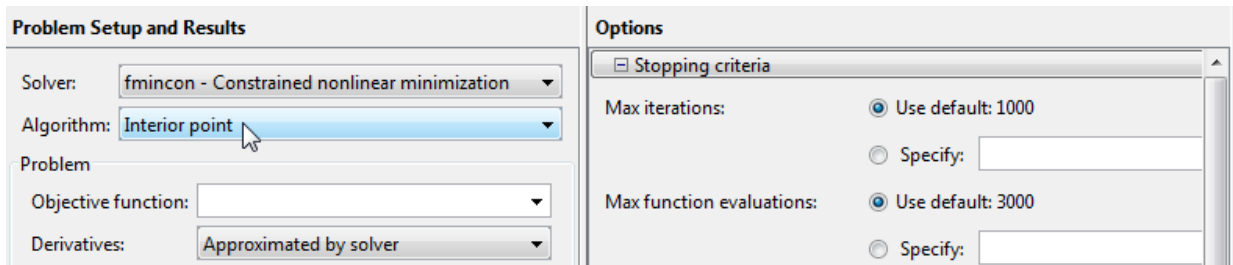 Problem Setup and Results
Solver: fmincon - Constrained nonlinear minimization
Algorithm: Interior point
Problem
Objective function:
Derivatives: Approximated by solver
Options
Stopping criteria
Max iterations: Use default: 1000
Specify:
Max function evaluations: Use default: 3000
Specify: